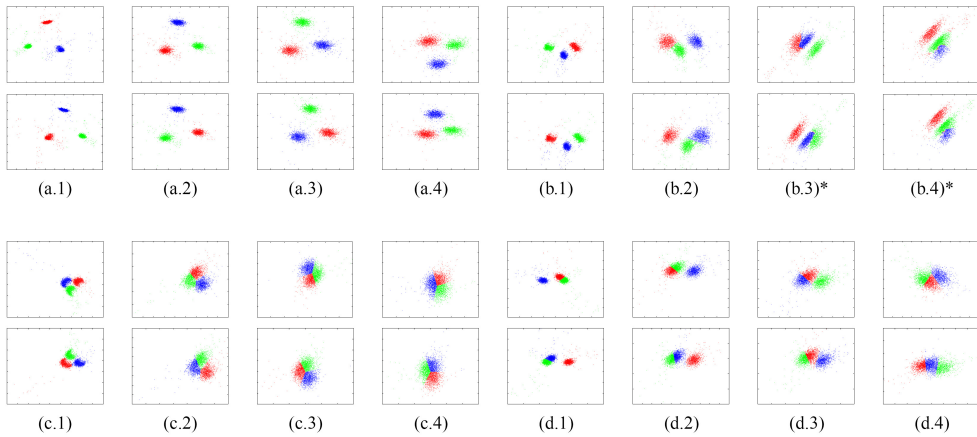 (a.1) (a.2) (a.3) (a.4) (b.1) (b.2) (b.3)* (b.4)*
(c.1) (c.2) (c.3) (c.4) (d.1) (d.2) (d.3) (d.4)